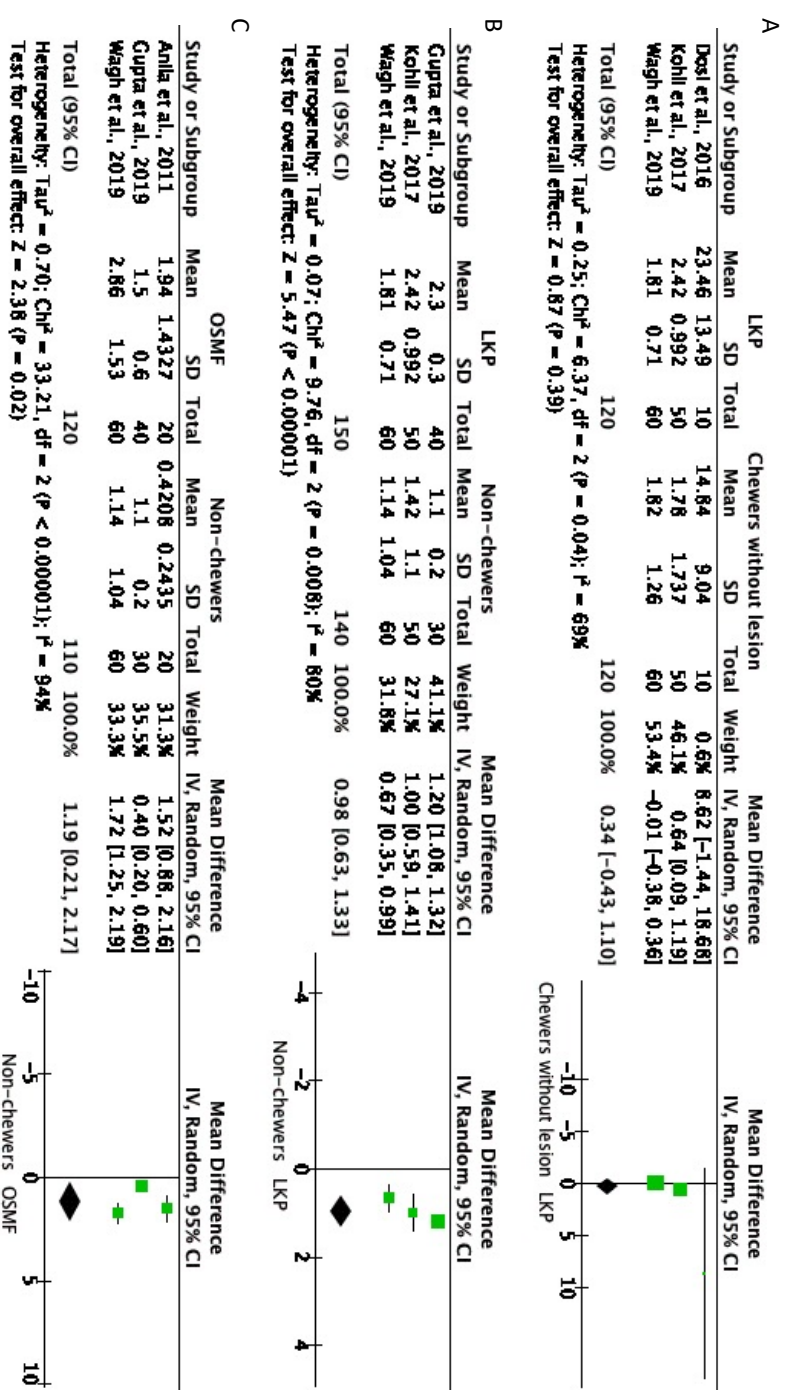 A
LKP Chewers without lesion Mean Difference Mean Difference
Study or Subgroup Mean SD Total Mean SD Total Weight IV, Random, 95% CI IV, Random, 95% CI
Dosi et al., 2016 23.46 13.49 10 14.84 9.04 10 0.6% 8.62 [−1.44, 18.68]
Kohli et al., 2017 2.42 0.992 50 1.78 1.737 50 46.1% 0.64 [0.09, 1.19]
Wagh et al., 2019 1.81 0.71 60 1.82 1.26 60 53.4% −0.01 [−0.38, 0.36]
Total (95% CI) 120 120 100.0% 0.34 [−0.43, 1.10]
Heterogeneity: Tau² = 0.25; Chi² = 6.37, df = 2 (P = 0.04); I² = 69%
Test for overall effect: Z = 0.87 (P = 0.39)
−10 −5 0 5 10
Chewers without lesion LKP
B
LKP Non−chewers Mean Difference Mean Difference
Study or Subgroup Mean SD Total Mean SD Total Weight IV, Random, 95% CI IV, Random, 95% CI
Gupta et al., 2019 2.3 0.3 40 1.1 0.2 30 41.1% 1.20 [1.08, 1.32]
Kohli et al., 2017 2.42 0.992 50 1.42 1.1 50 27.1% 1.00 [0.59, 1.41]
Wagh et al., 2019 1.81 0.71 60 1.14 1.04 60 31.8% 0.67 [0.35, 0.99]
Total (95% CI) 150 140 100.0% 0.98 [0.63, 1.33]
Heterogeneity: Tau² = 0.07; Chi² = 9.76, df = 2 (P = 0.008); I² = 80%
Test for overall effect: Z = 5.47 (P < 0.00001)
−4 −2 0 2 4
Non−chewers LKP
C
OSMF Non−chewers Mean Difference Mean Difference
Study or Subgroup Mean SD Total Mean SD Total Weight IV, Random, 95% CI IV, Random, 95% CI
Anila et al., 2011 1.94 1.4327 20 0.4208 0.2435 20 31.3% 1.52 [0.88, 2.16]
Gupta et al., 2019 1.5 0.6 40 1.1 0.2 30 35.5% 0.40 [0.20, 0.60]
Wagh et al., 2019 2.86 1.53 60 1.14 1.04 60 33.3% 1.72 [1.25, 2.19]
Total (95% CI) 120 110 100.0% 1.19 [0.21, 2.17]
Heterogeneity: Tau² = 0.70; Chi² = 33.21, df = 2 (P < 0.00001); I² = 94%
Test for overall effect: Z = 2.38 (P = 0.02)
−10 −5 0 5 10
Non−chewers OSMF